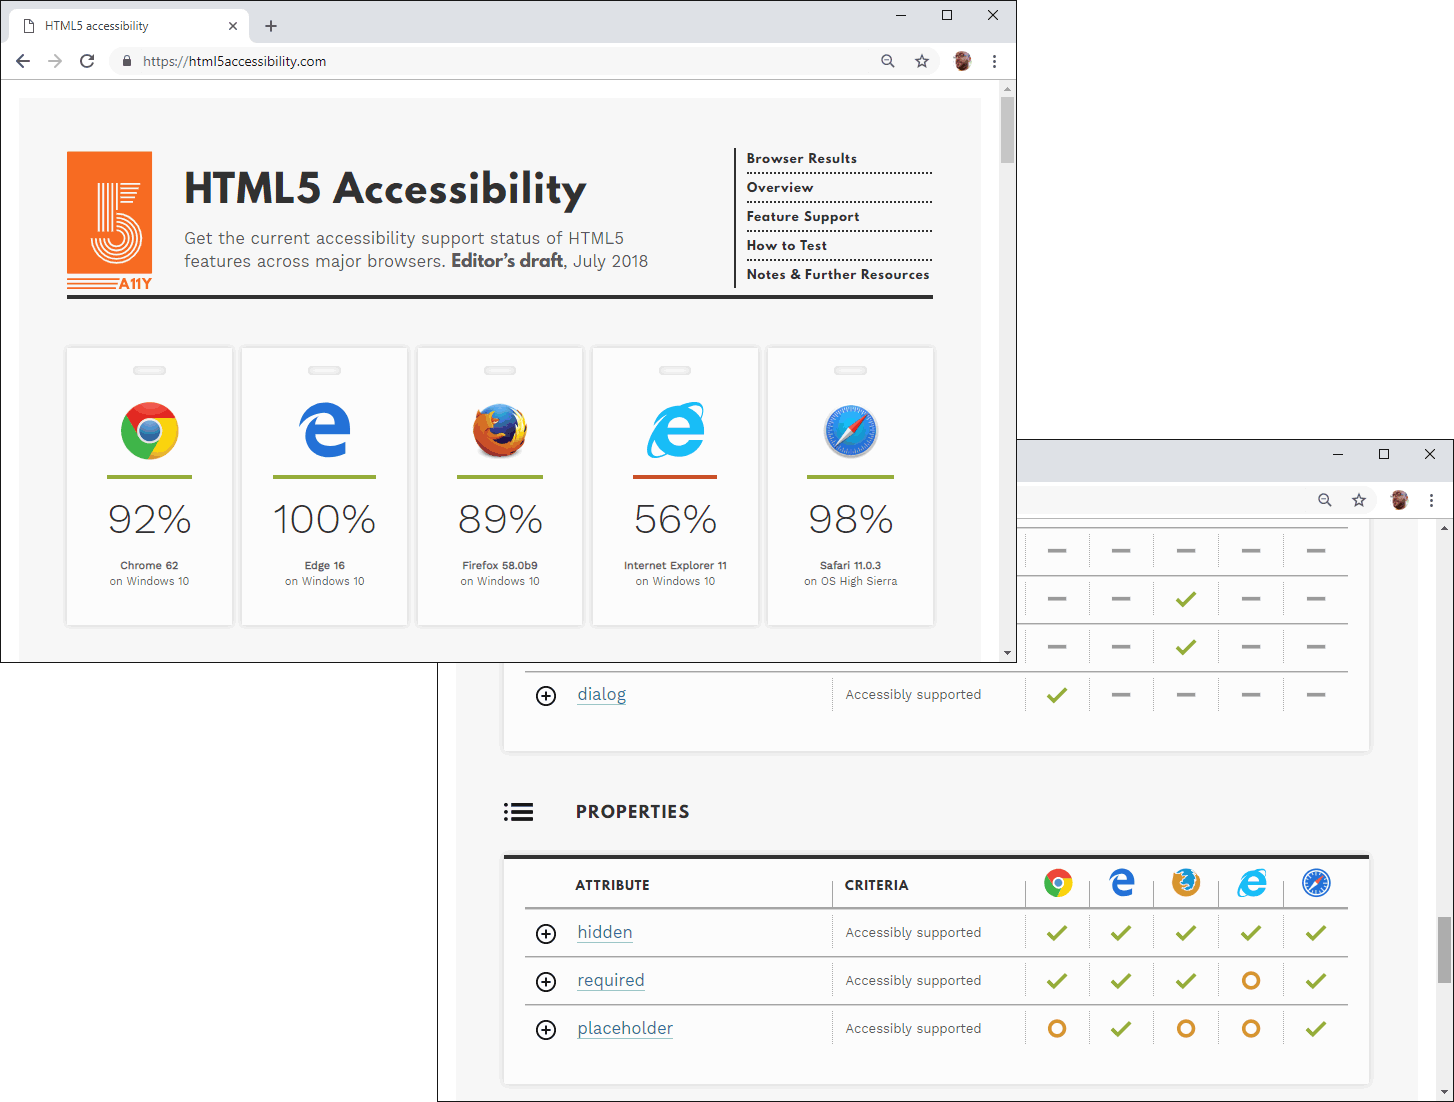 HTML5 accessibility
https://html5accessibility.com
5
A11Y
HTML5 Accessibility
Get the current accessibility support status of HTML5
features across major browsers. Editor's draft, July 2018
Browser Results
Overview
Feature Support
How to Test
Notes & Further Resources
92%
Chrome 62
on Windows 10
100%
Edge 16
on Windows 10
89%
Firefox 58.0b9
on Windows 10
56%
Internet Explorer 11
on Windows 10
98%
Safari 11.0.3
on OS High Sierra
dialog Accessibly supported
PROPERTIES
ATTRIBUTE CRITERIA
hidden Accessibly supported
required Accessibly supported
placeholder Accessibly supported